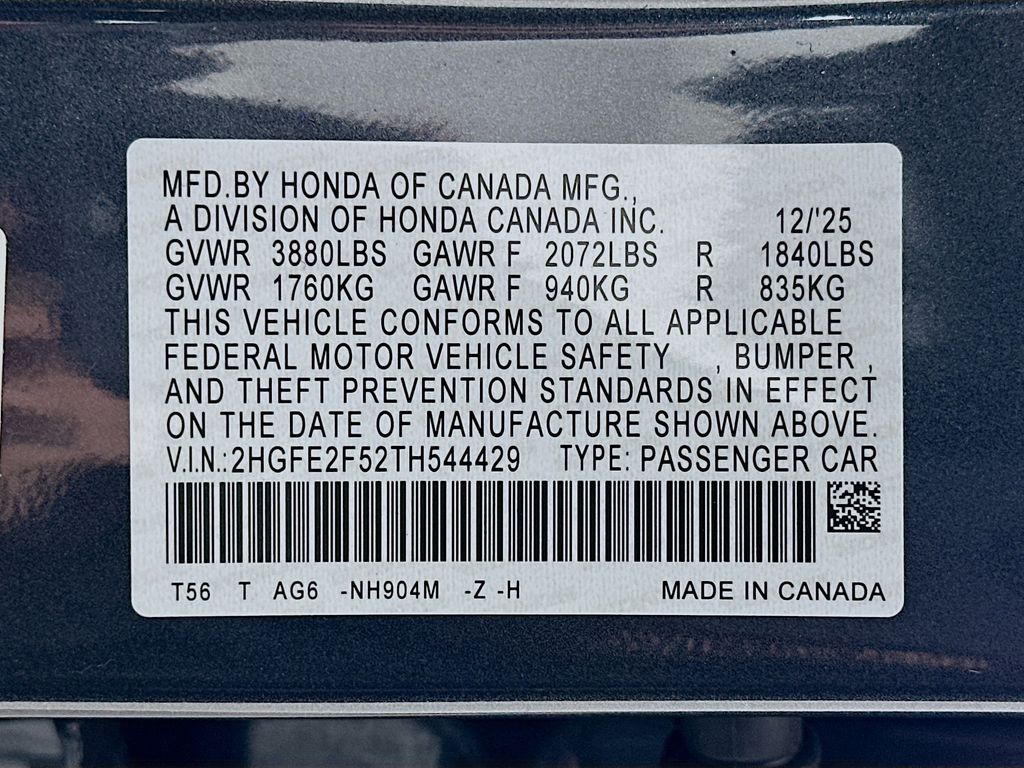 MFD.BY HONDA OF CANADA MFG.,
A DIVISION OF HONDA CANADA INC. 12/'25
GVWR 3880LBS GAWR F 2072LBS R 1840LBS
GVWR 1760KG GAWR F 940KG R 835KG
THIS VEHICLE CONFORMS TO ALL APPLICABLE
FEDERAL MOTOR VEHICLE SAFETY , BUMPER ,
AND THEFT PREVENTION STANDARDS IN EFFECT
ON THE DATE OF MANUFACTURE SHOWN ABOVE.
V.I.N.: 2HGFE2F52TH544429 TYPE: PASSENGER CAR
T56 T AG6 -NH904M -Z -H MADE IN CANADA